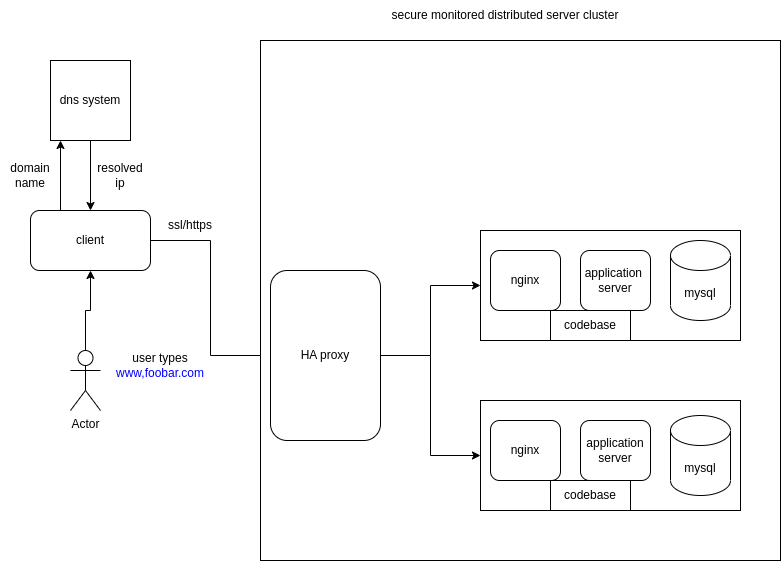 secure monitored distributed server cluster
dns system
domain
name
resolved
ip
client
ssl/https
user types
www,foobar.com
Actor
HA proxy
nginx
application
server
mysql
codebase
nginx
application
server
mysql
codebase